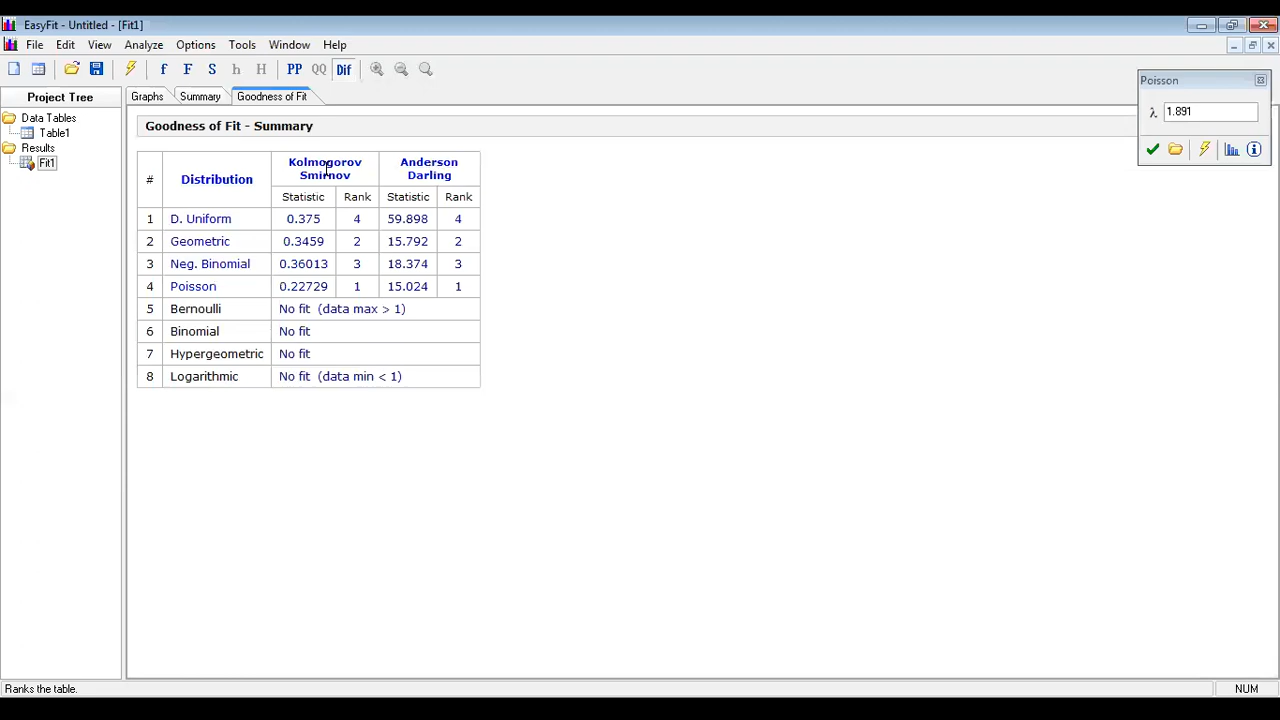 EasyFit - Untitled - [Fit1]
File Edit View Analyze Options Tools Window Help
f F S h H PP QQ Dif
Project Tree
Data Tables
Table1
Results
Fit1
Graphs Summary Goodness of Fit
Goodness of Fit - Summary
# Distribution Kolmogorov Smirnov Anderson Darling
Statistic Rank Statistic Rank
1 D. Uniform 0.375 4 59.898 4
2 Geometric 0.3459 2 15.792 2
3 Neg. Binomial 0.36013 3 18.374 3
4 Poisson 0.22729 1 15.024 1
5 Bernoulli No fit (data max > 1)
6 Binomial No fit
7 Hypergeometric No fit
8 Logarithmic No fit (data min < 1)
Poisson
λ 1.891
Ranks the table.
NUM